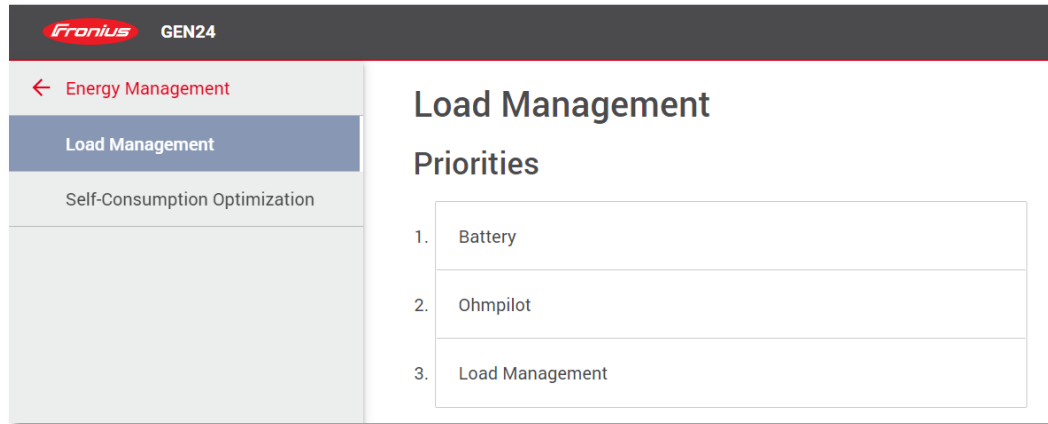 Fronius GEN24
Energy Management
Load Management
Self-Consumption Optimization
Load Management
Priorities
1. Battery
2. Ohmpilot
3. Load Management